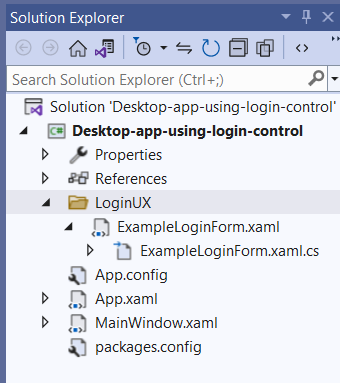 Solution Explorer
Search Solution Explorer (Ctrl+;)
Solution 'Desktop-app-using-login-control'
Desktop-app-using-login-control
Properties
References
LoginUX
ExampleLoginForm.xaml
ExampleLoginForm.xaml.cs
App.config
App.xaml
MainWindow.xaml
packages.config